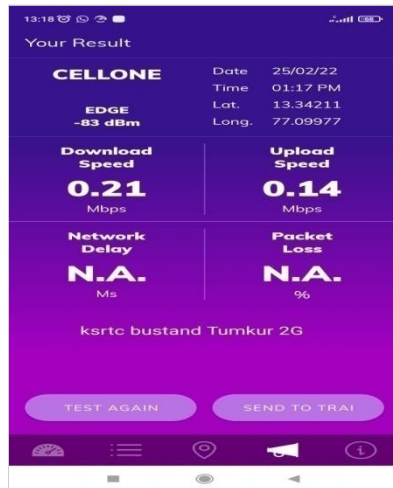 13:18
68
Your Result
CELLONE
EDGE
-83 dBm
Date 25/02/22
Time 01:17 PM
Lat. 13.34211
Long. 77.09977
Download
Speed
0.21
Mbps
Upload
Speed
0.14
Mbps
Network
Delay
N.A.
Ms
Packet
Loss
N.A.
%
ksrtc bustand Tumkur 2G
TEST AGAIN
SEND TO TRAI